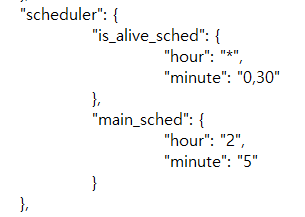 "scheduler": {
"is_alive_sched": {
"hour": "*",
"minute": "0,30"
},
"main_sched": {
"hour": "2",
"minute": "5"
}
},